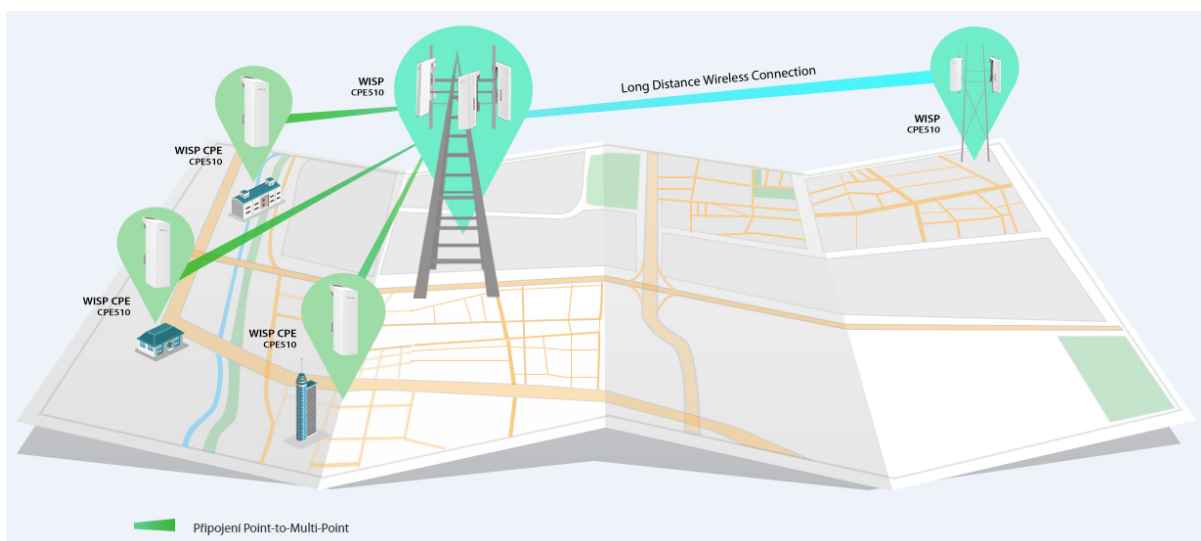 WISP
CPE510
Long Distance Wireless Connection
WISP
CPE510
WISP CPE
CPE510
WISP CPE
CPE510
WISP CPE
CPE510
Připojení Point-to-Multi-Point